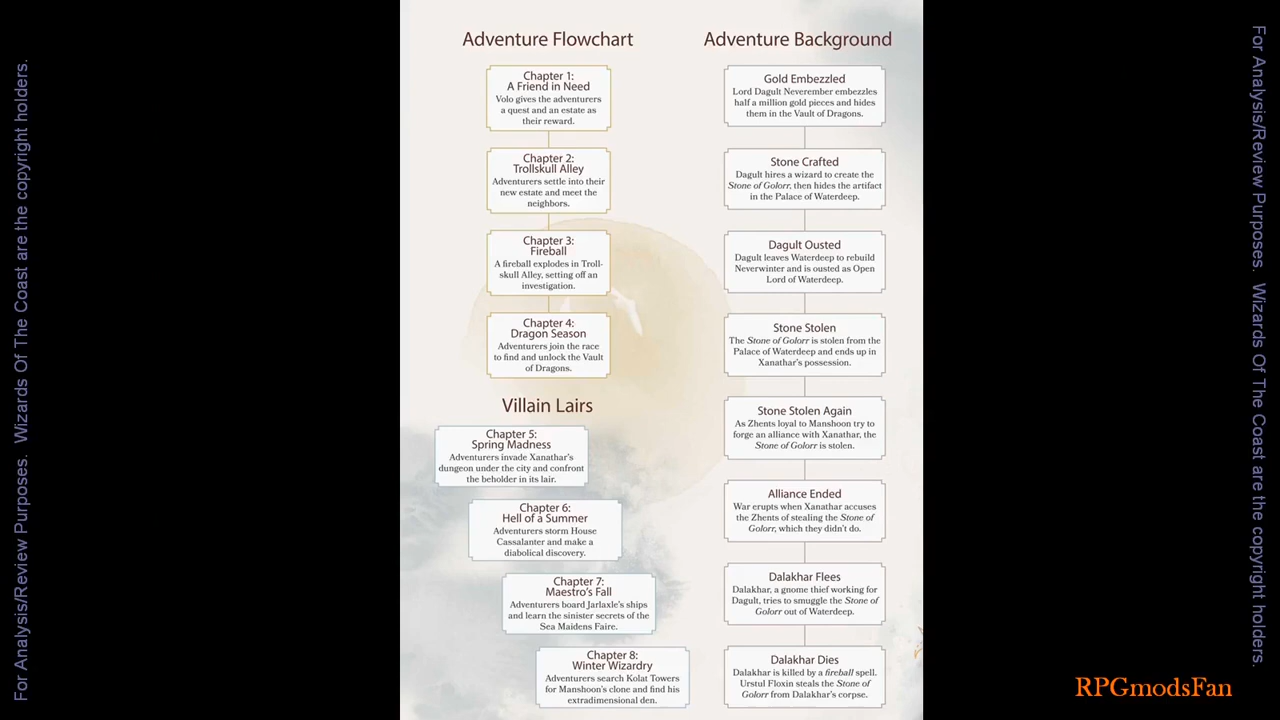 For Analysis/Review Purposes.  Wizards Of The Coast are the copyright holders.
Adventure Flowchart
Chapter 1:
A Friend in Need
Volo gives the adventurers
a quest and an estate as
their reward.
Chapter 2:
Trollskull Alley
Adventurers settle into their
new estate and meet the
neighbors.
Chapter 3:
Fireball
A fireball explodes in Troll-
skull Alley, setting off an
investigation.
Chapter 4:
Dragon Season
Adventurers join the race
to find and unlock the Vault
of Dragons.
Villain Lairs
Chapter 5:
Spring Madness
Adventurers invade Xanathar's
dungeon under the city and confront
the beholder in its lair.
Chapter 6:
Hell of a Summer
Adventurers storm House
Cassalanter and make a
diabolical discovery.
Chapter 7:
Maestro's Fall
Adventurers board Jarlaxle's ships
and learn the sinister secrets of the
Sea Maidens Faire.
Chapter 8:
Winter Wizardry
Adventurers search Kolat Towers
for Manshoon's clone and find his
extradimensional den.
Adventure Background
Gold Embezzled
Lord Dagult Neverember embezzles
half a million gold pieces and hides
them in the Vault of Dragons.
Stone Crafted
Dagult hires a wizard to create the
Stone of Golorr, then hides the artifact
in the Palace of Waterdeep.
Dagult Ousted
Dagult leaves Waterdeep to rebuild
Neverwinter and is ousted as Open
Lord of Waterdeep.
Stone Stolen
The Stone of Golorr is stolen from the
Palace of Waterdeep and ends up in
Xanathar's possession.
Stone Stolen Again
As Zhents loyal to Manshoon try to
forge an alliance with Xanathar, the
Stone of Golorr is stolen.
Alliance Ended
War erupts when Xanathar accuses
the Zhents of stealing the Stone of
Golorr, which they didn't do.
Dalakhar Flees
Dalakhar, a gnome thief working for
Dagult, tries to smuggle the Stone of
Golorr out of Waterdeep.
Dalakhar Dies
Dalakhar is killed by a fireball spell.
Urstul Floxin steals the Stone of
Golorr from Dalakhar's corpse.
For Analysis/Review Purposes.  Wizards Of The Coast are the copyright holders.
RPGmodsFan